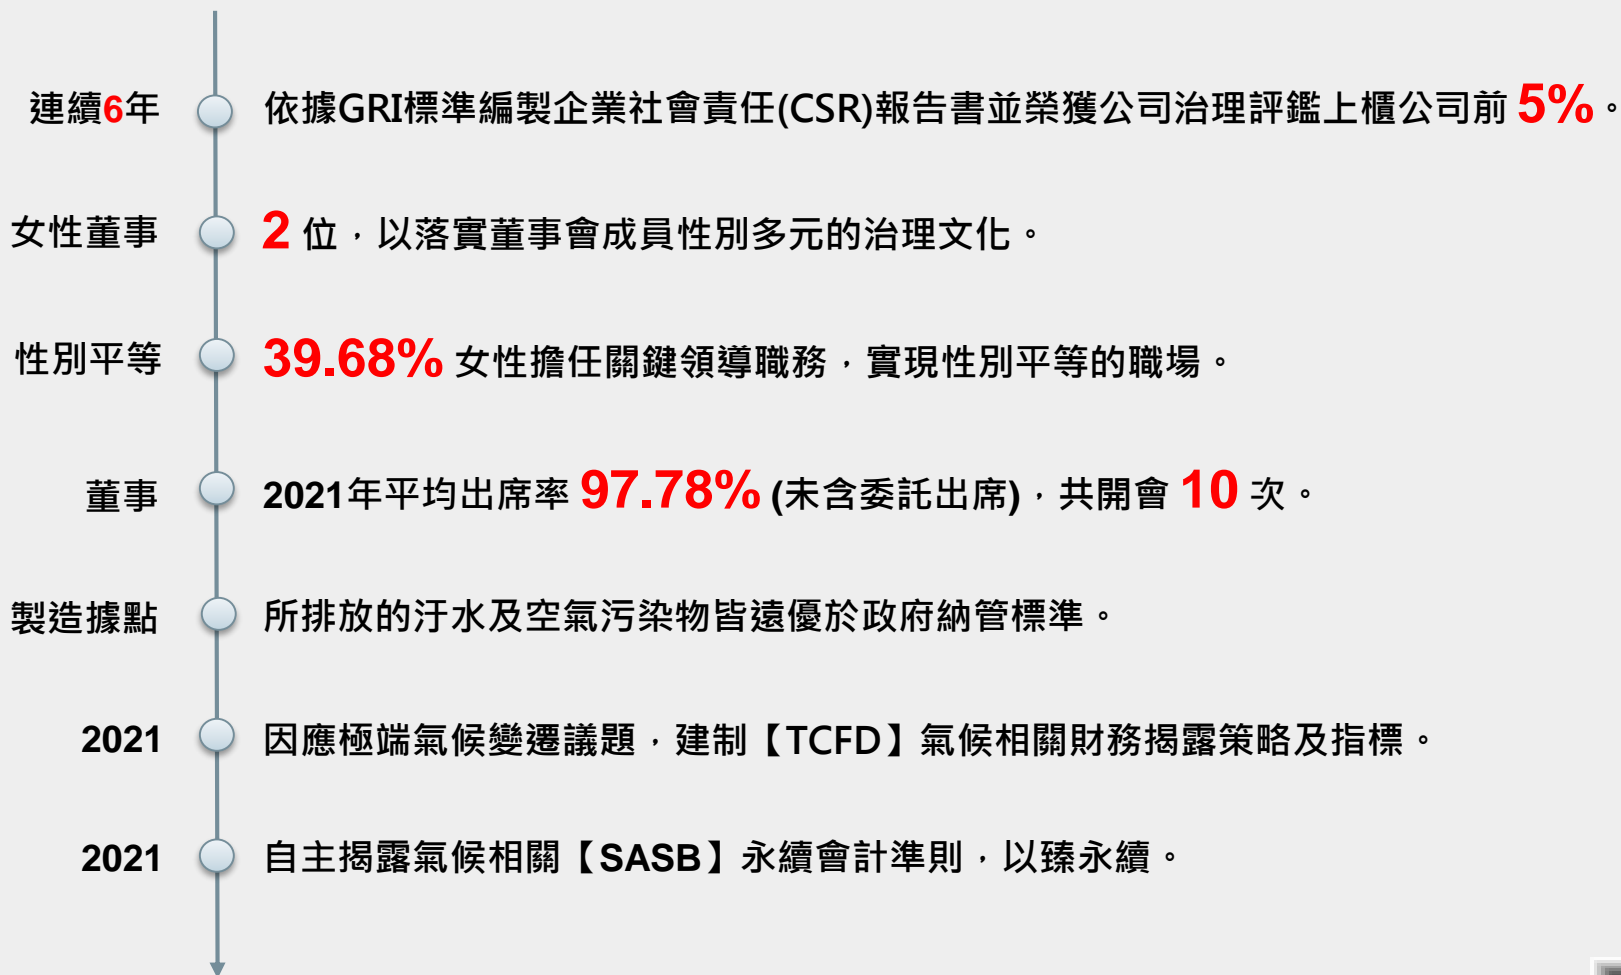 連續6年 依據GRI標準編製企業社會責任(CSR)報告書並榮獲公司治理評鑑上櫃公司前 5%。
女性董事 2 位，以落實董事會成員性別多元的治理文化。
性別平等 39.68% 女性擔任關鍵領導職務，實現性別平等的職場。
董事 2021年平均出席率 97.78% (未含委託出席)，共開會 10 次。
製造據點 所排放的汙水及空氣污染物皆遠優於政府納管標準。
2021 因應極端氣候變遷議題，建制【TCFD】氣候相關財務揭露策略及指標。
2021 自主揭露氣候相關【SASB】永續會計準則，以臻永續。